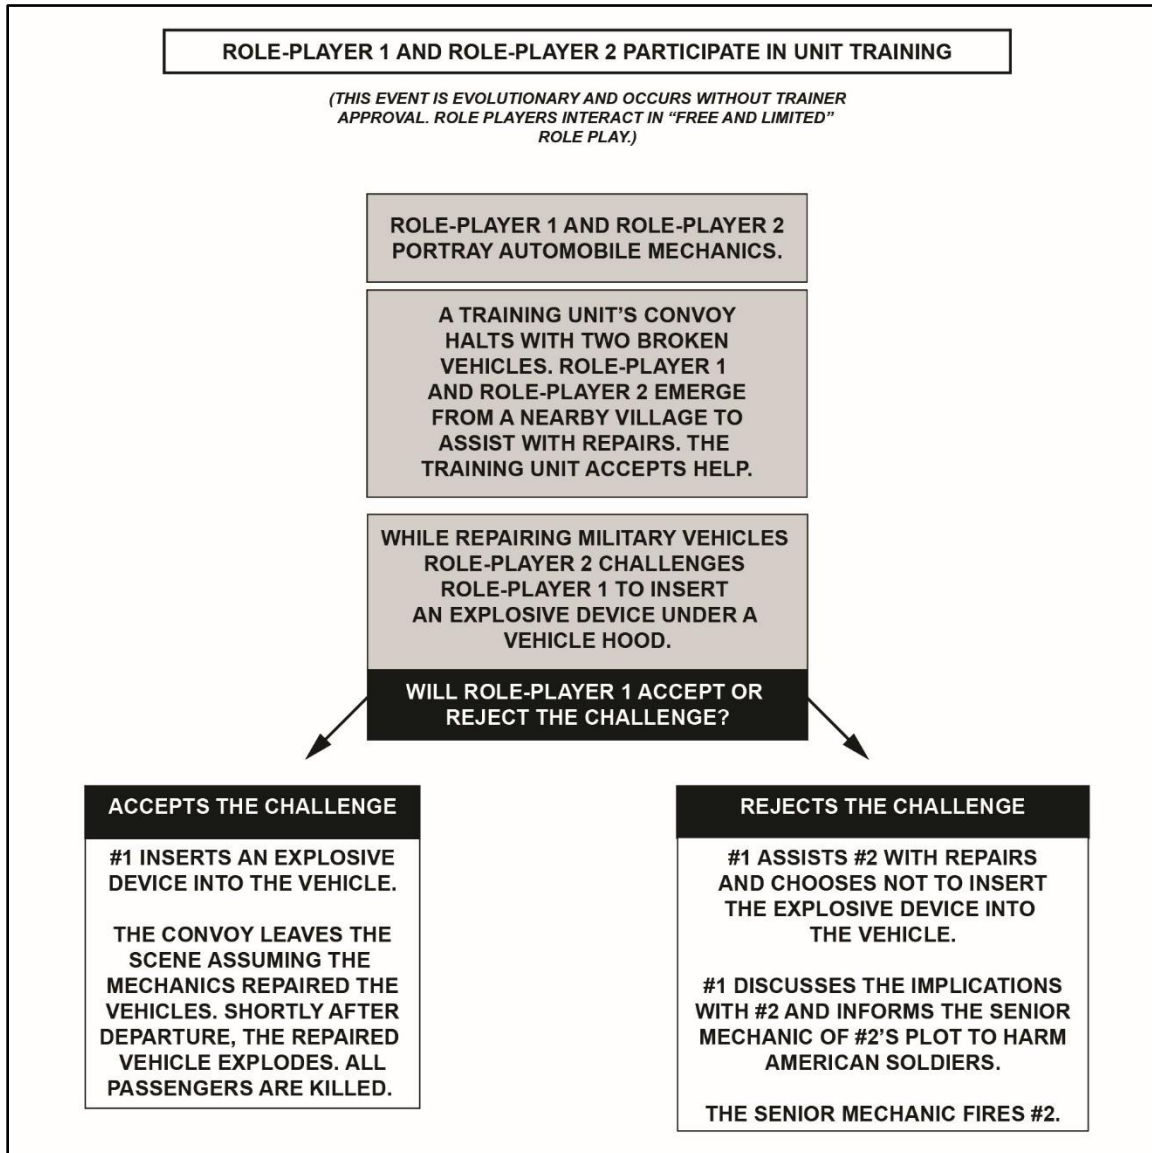 ROLE-PLAYER 1 AND ROLE-PLAYER 2 PARTICIPATE IN UNIT TRAINING
(THIS EVENT IS EVOLUTIONARY AND OCCURS WITHOUT TRAINER
APPROVAL. ROLE PLAYERS INTERACT IN “FREE AND LIMITED”
ROLE PLAY.)
ROLE-PLAYER 1 AND ROLE-PLAYER 2
PORTRAY AUTOMOBILE MECHANICS.
A TRAINING UNIT’S CONVOY
HALTS WITH TWO BROKEN
VEHICLES. ROLE-PLAYER 1
AND ROLE-PLAYER 2 EMERGE
FROM A NEARBY VILLAGE TO
ASSIST WITH REPAIRS. THE
TRAINING UNIT ACCEPTS HELP.
WHILE REPAIRING MILITARY VEHICLES
ROLE-PLAYER 2 CHALLENGES
ROLE-PLAYER 1 TO INSERT
AN EXPLOSIVE DEVICE UNDER A
VEHICLE HOOD.
WILL ROLE-PLAYER 1 ACCEPT OR
REJECT THE CHALLENGE?
ACCEPTS THE CHALLENGE
#1 INSERTS AN EXPLOSIVE
DEVICE INTO THE VEHICLE.
THE CONVOY LEAVES THE
SCENE ASSUMING THE
MECHANICS REPAIRED THE
VEHICLES. SHORTLY AFTER
DEPARTURE, THE REPAIRED
VEHICLE EXPLODES. ALL
PASSENGERS ARE KILLED.
REJECTS THE CHALLENGE
#1 ASSISTS #2 WITH REPAIRS
AND CHOOSES NOT TO INSERT
THE EXPLOSIVE DEVICE INTO
THE VEHICLE.
#1 DISCUSSES THE IMPLICATIONS
WITH #2 AND INFORMS THE SENIOR
MECHANIC OF #2’S PLOT TO HARM
AMERICAN SOLDIERS.
THE SENIOR MECHANIC FIRES #2.